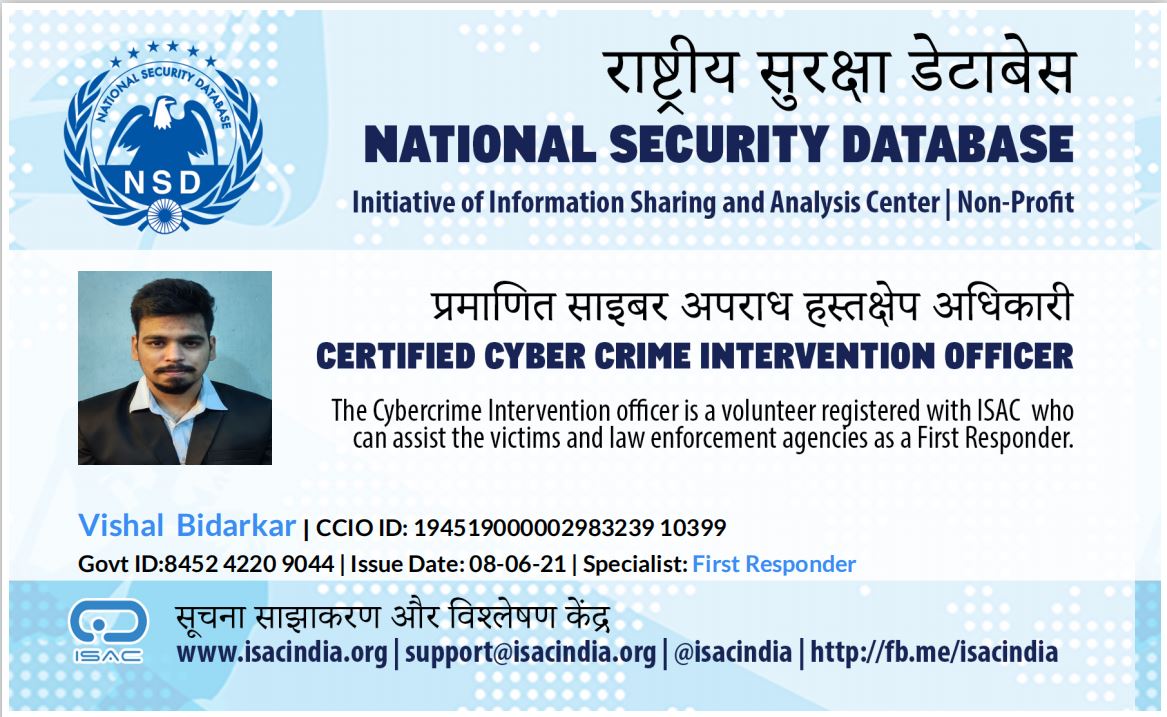 NATIONAL SECURITY DATABASE
NSD
राष्ट्रीय सुरक्षा डेटाबेस
NATIONAL SECURITY DATABASE
Initiative of Information Sharing and Analysis Center | Non-Profit
प्रमाणित साइबर अपराध हस्तक्षेप अधिकारी
CERTIFIED CYBER CRIME INTERVENTION OFFICER
The Cybercrime Intervention officer is a volunteer registered with ISAC who
can assist the victims and law enforcement agencies as a First Responder.
Vishal Bidarkar | CCIO ID: 194519000002983239 10399
Govt ID:8452 4220 9044 | Issue Date: 08-06-21 | Specialist: First Responder
ISAC
सूचना साझाकरण और विश्लेषण केंद्र
www.isacindia.org | support@isacindia.org | @isacindia | http://fb.me/isacindia